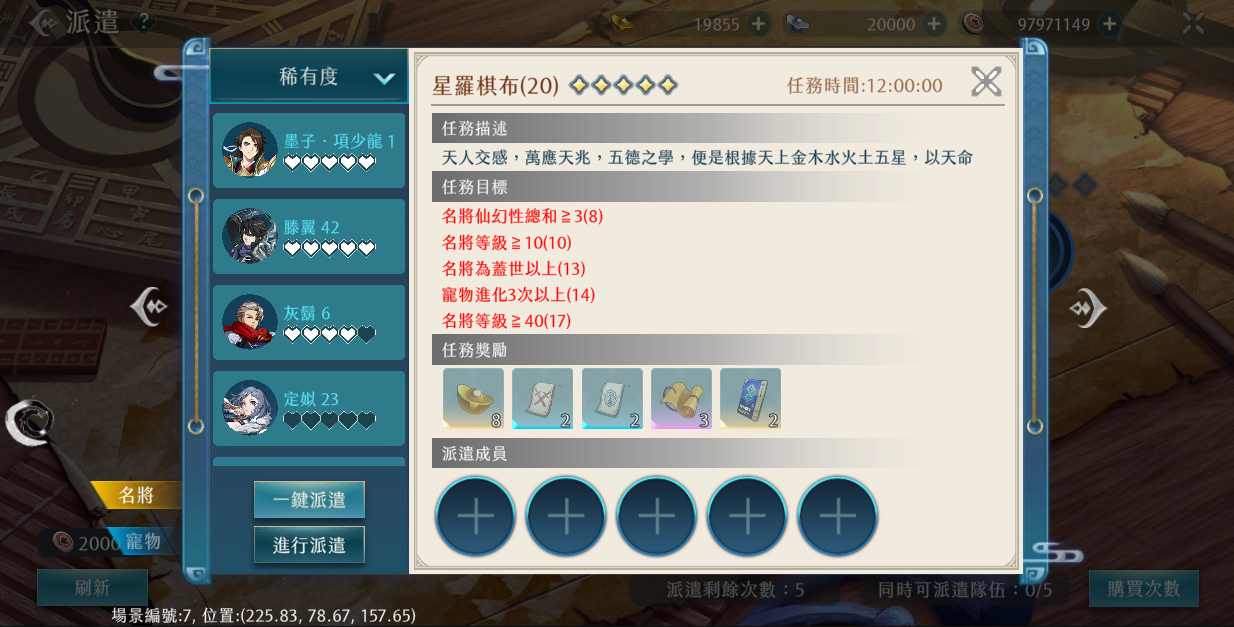 派遣 ?
19855 +
20000 +
97971149 +
稀有度
墨子·項少龍 1
滕翼 42
灰鬍 6
定姒 23
一鍵派遣
進行派遣
星羅棋布(20)
任務時間:12:00:00
任務描述
天人交感，萬應天兆，五德之學，便是根據天上金木水火土五星，以天命
任務目標
名將仙幻性總和≧3(8)
名將等級≧10(10)
名將為蓋世以上(13)
寵物進化3次以上(14)
名將等級≧40(17)
任務獎勵
8
2
2
3
2
派遣成員
名將
寵物
2000
刷新
派遣剩餘次數：5
同時可派遣隊伍：0/5
購買次數
場景編號:7, 位置:(225.83, 78.67, 157.65)